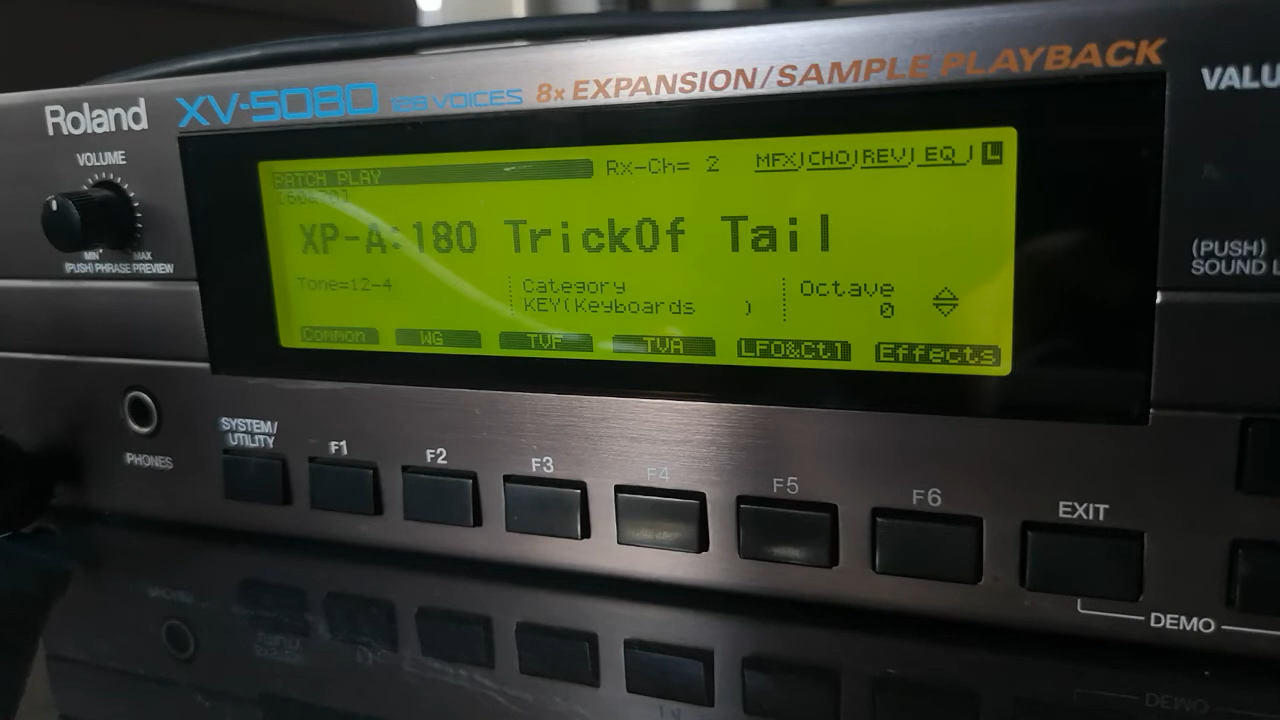 Roland XV-5080 128 VOICES 8x EXPANSION/SAMPLE PLAYBACK
VOLUME
MIN MAX
(PUSH) PHRASE PREVIEW
PATCH PLAY Rx-Ch= 2 MFX CHO REV EQ L
XP-A:180 TrickOf Tail
Tone=12-4 Category Octave
KEY(Keyboards ) 0
Common WG TVF TVA LFO&Ctl Effects
VALU
(PUSH)
SOUND L
PHONES
SYSTEM/
UTILITY
F1 F2 F3 F4 F5 F6 EXIT
DEMO